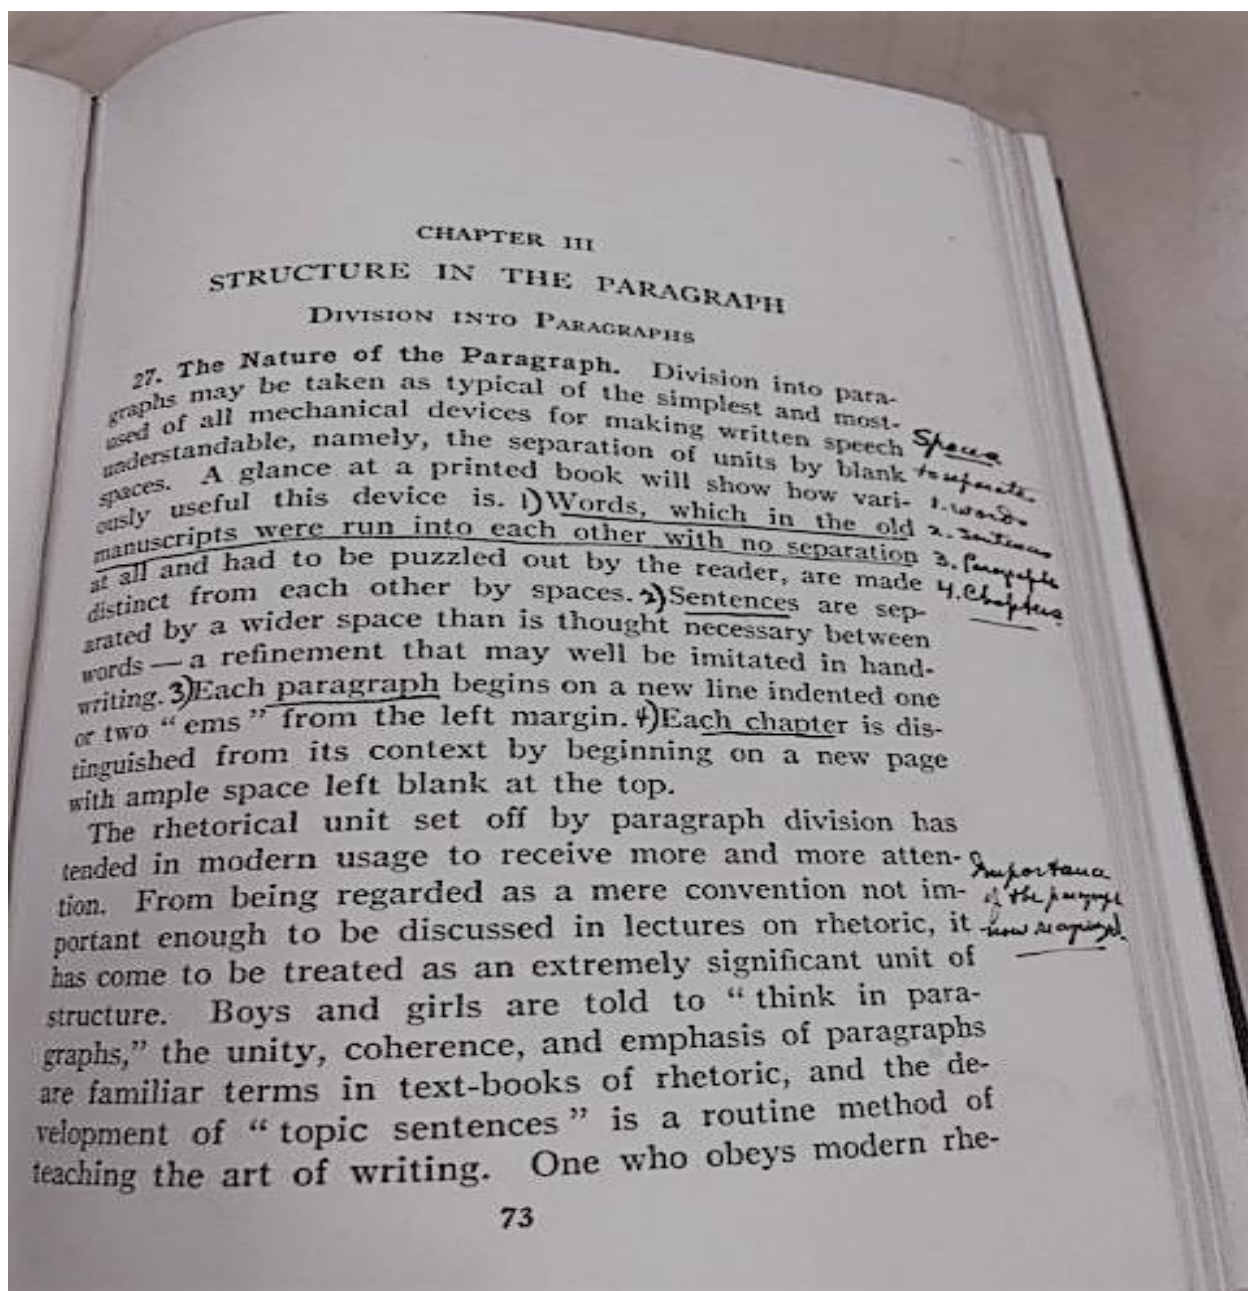 CHAPTER III
STRUCTURE IN THE PARAGRAPH
DIVISION INTO PARAGRAPHS
27. The Nature of the Paragraph. Division into para-
graphs may be taken as typical of the simplest and most-
used of all mechanical devices for making written speech
understandable, namely, the separation of units by blank
spaces. A glance at a printed book will show how vari-
ously useful this device is. 1) Words, which in the old
manuscripts were run into each other with no separation
at all and had to be puzzled out by the reader, are made
distinct from each other by spaces. 2) Sentences are sep-
arated by a wider space than is thought necessary between
words — a refinement that may well be imitated in hand-
writing. 3) Each paragraph begins on a new line indented one
or two “ems” from the left margin. 4) Each chapter is dis-
tinguished from its context by beginning on a new page
with ample space left blank at the top.
Space
to separate
1. words
2. Sentences
3. Paragraphs
4. Chapters
The rhetorical unit set off by paragraph division has
tended in modern usage to receive more and more atten-
tion. From being regarded as a mere convention not im-
portant enough to be discussed in lectures on rhetoric, it
has come to be treated as an extremely significant unit of
structure. Boys and girls are told to “think in para-
graphs,” the unity, coherence, and emphasis of paragraphs
are familiar terms in text-books of rhetoric, and the de-
velopment of “topic sentences” is a routine method of
teaching the art of writing. One who obeys modern rhe-
Importance
of the paragraph
now recognized.
73